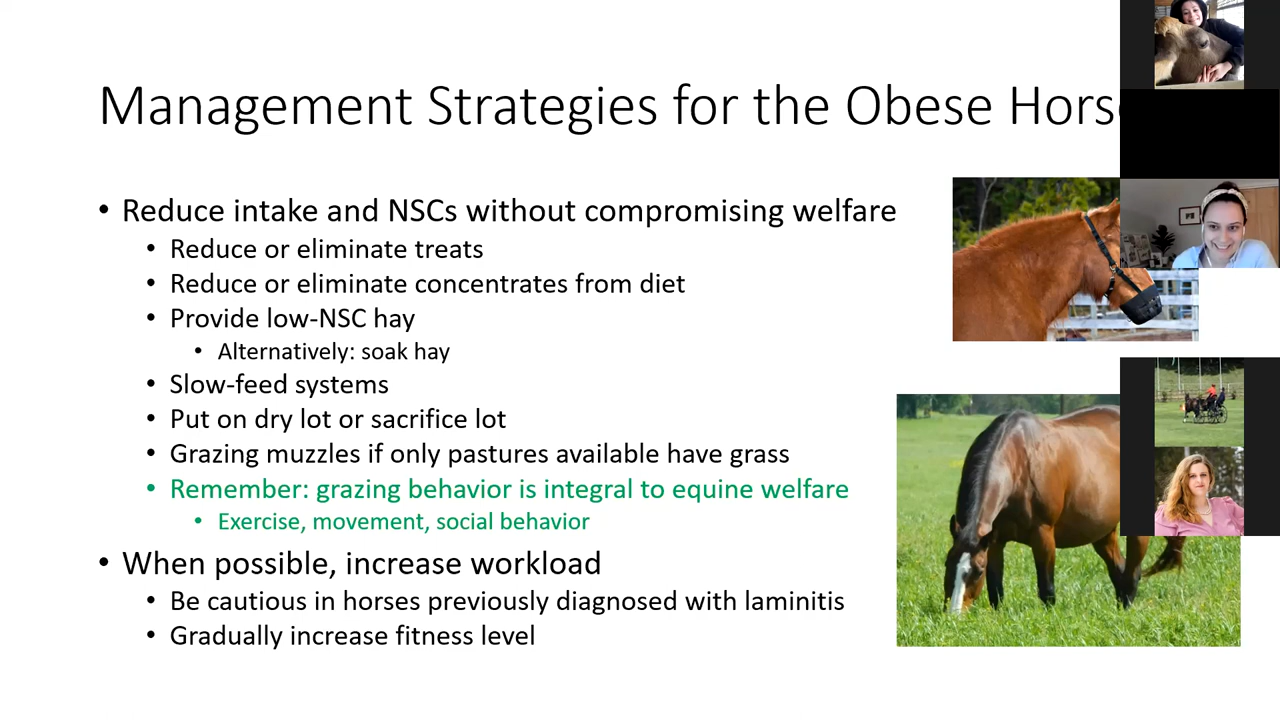 Management Strategies for the Obese Hors
• Reduce intake and NSCs without compromising welfare
• Reduce or eliminate treats
• Reduce or eliminate concentrates from diet
• Provide low-NSC hay
• Alternatively: soak hay
• Slow-feed systems
• Put on dry lot or sacrifice lot
• Grazing muzzles if only pastures available have grass
• Remember: grazing behavior is integral to equine welfare
• Exercise, movement, social behavior
• When possible, increase workload
• Be cautious in horses previously diagnosed with laminitis
• Gradually increase fitness level